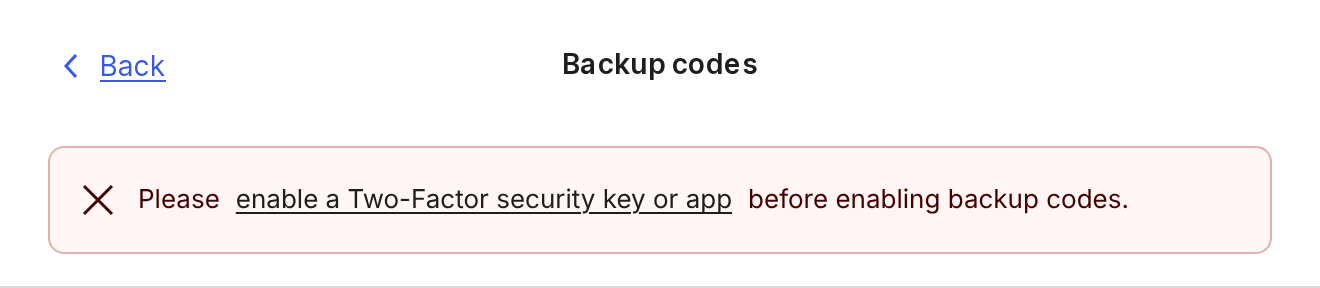 Back
Backup codes
Please enable a Two-Factor security key or app before enabling backup codes.